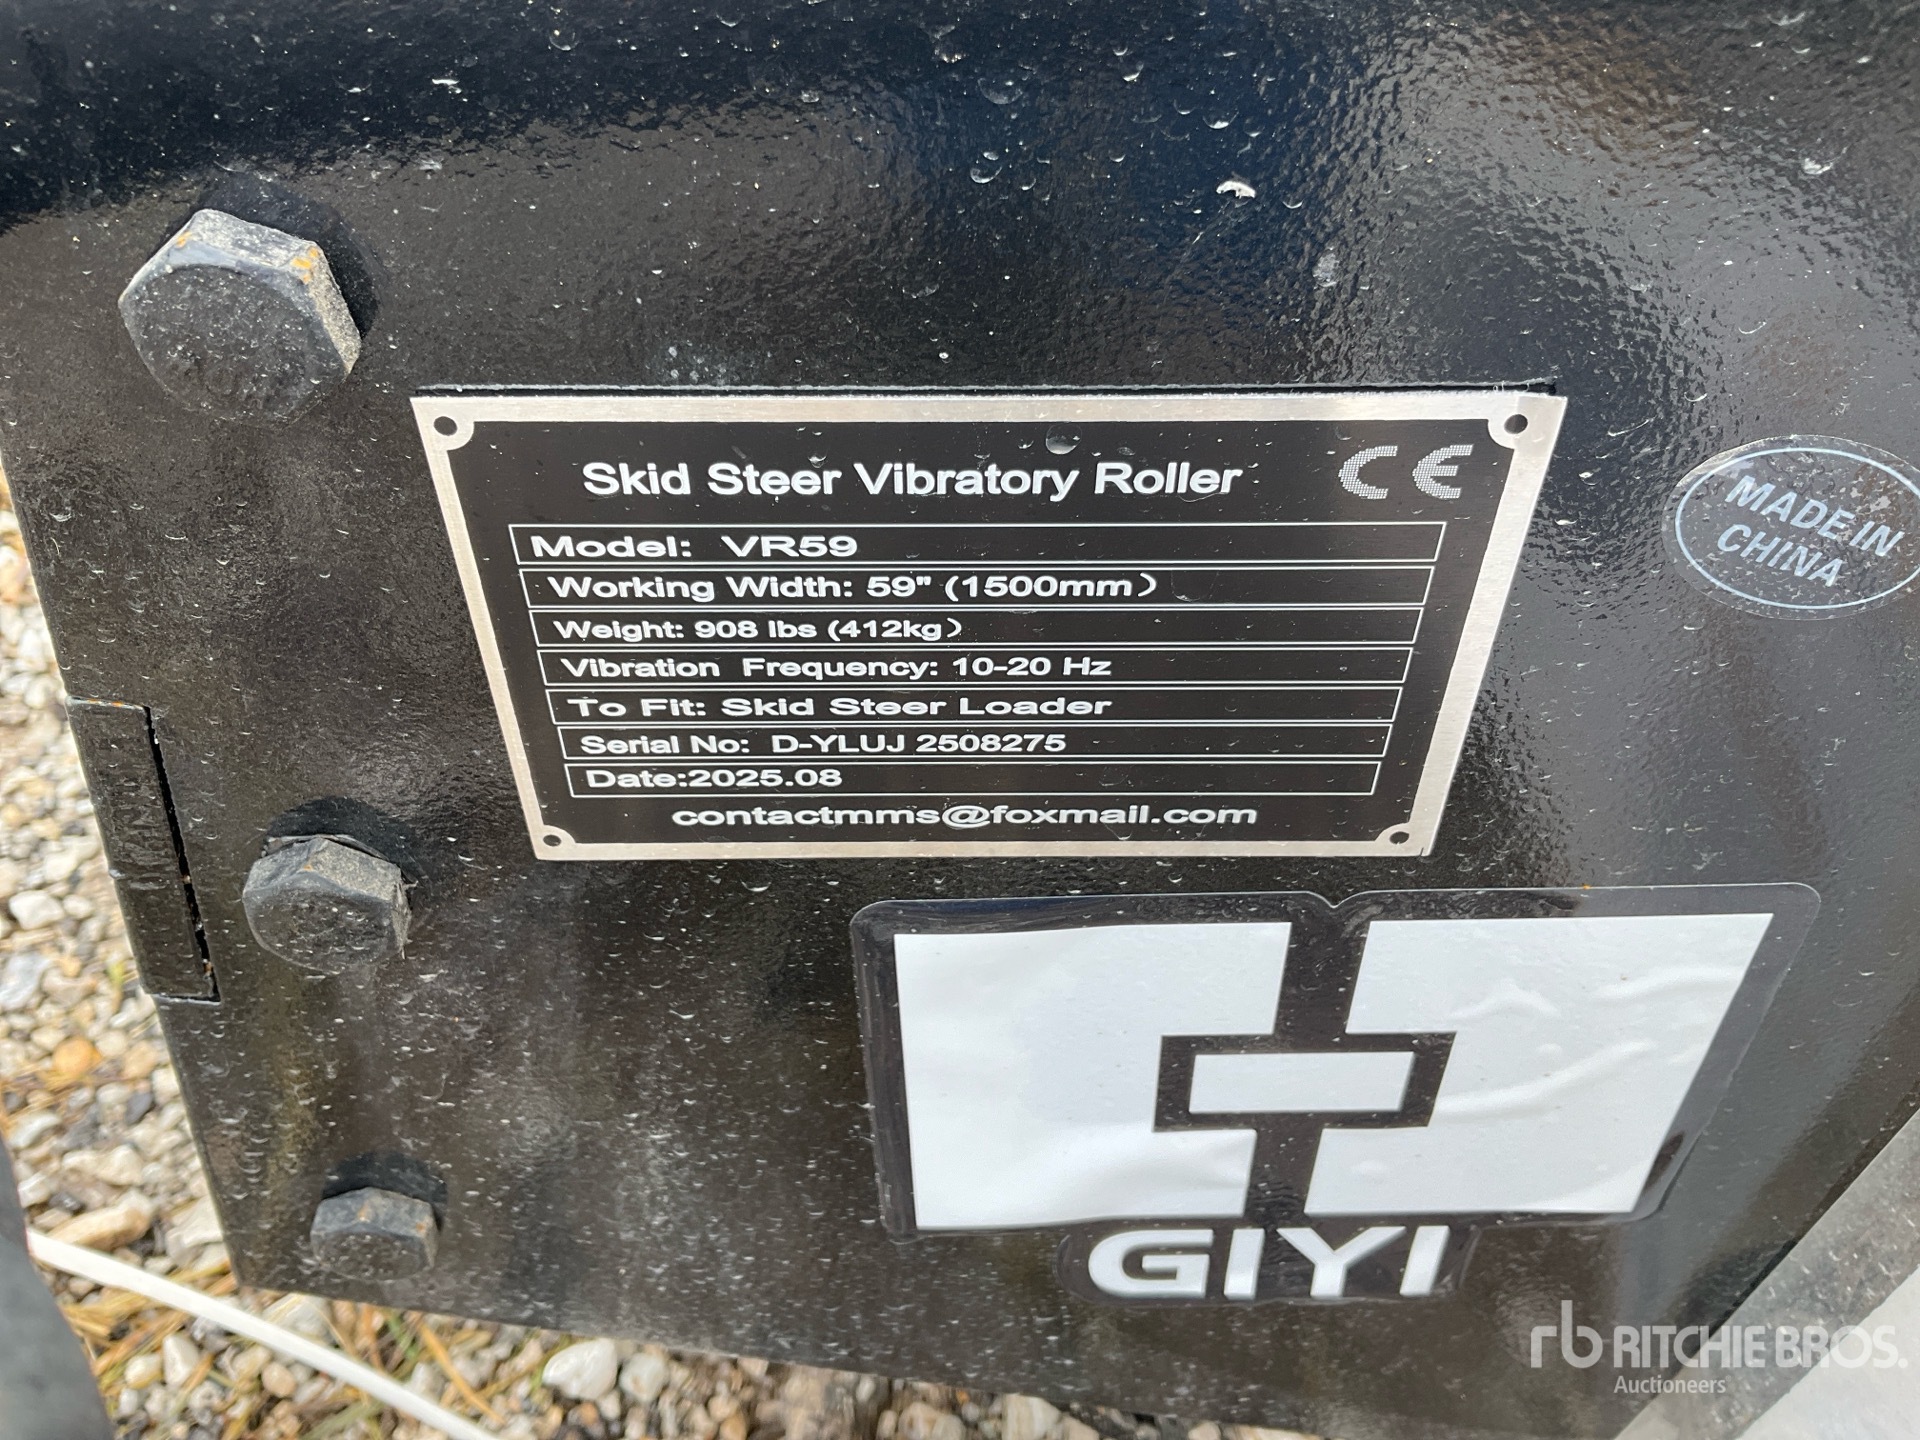 Skid Steer Vibratory Roller CE
Model: VR59
Working Width: 59" (1500mm)
Weight: 908 lbs (412kg)
Vibration Frequency: 10-20 Hz
To Fit: Skid Steer Loader
Serial No: D-YLUJ 2508275
Date:2025.08
contactmms@foxmail.com
MADE IN
CHINA
GIYI
rb RITCHIE BROS.
Auctioneers